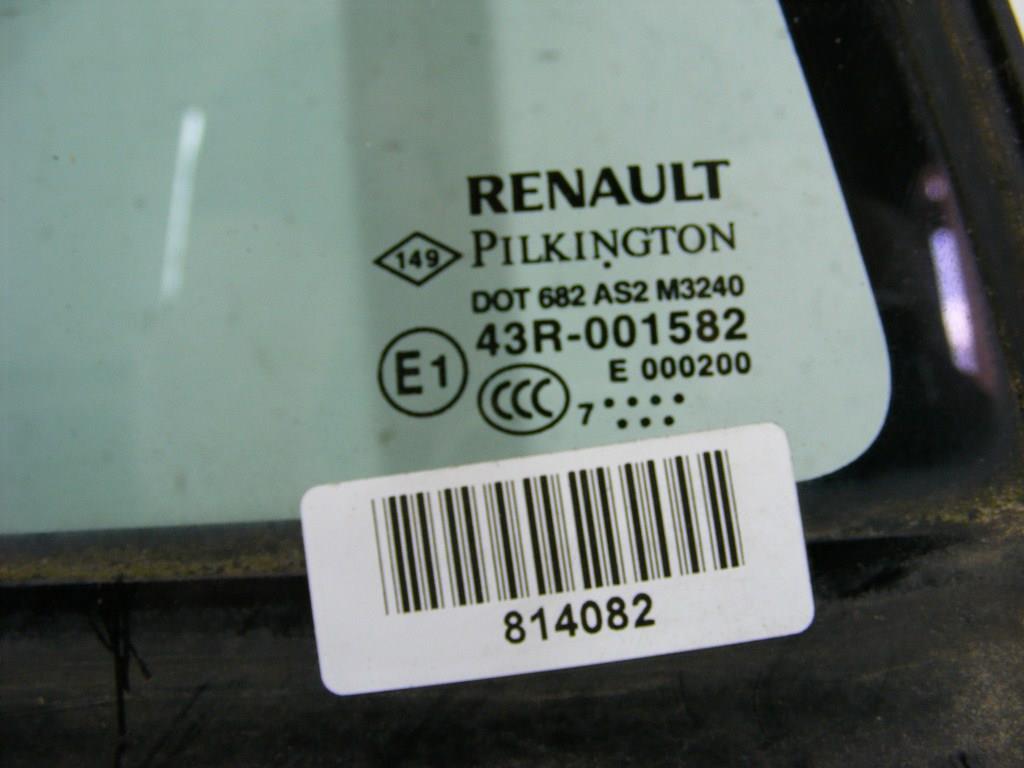 RENAULT
149 PILKINGTON
DOT 682 AS2 M3240
43R-001582
E1 E 000200
CCC 7
814082